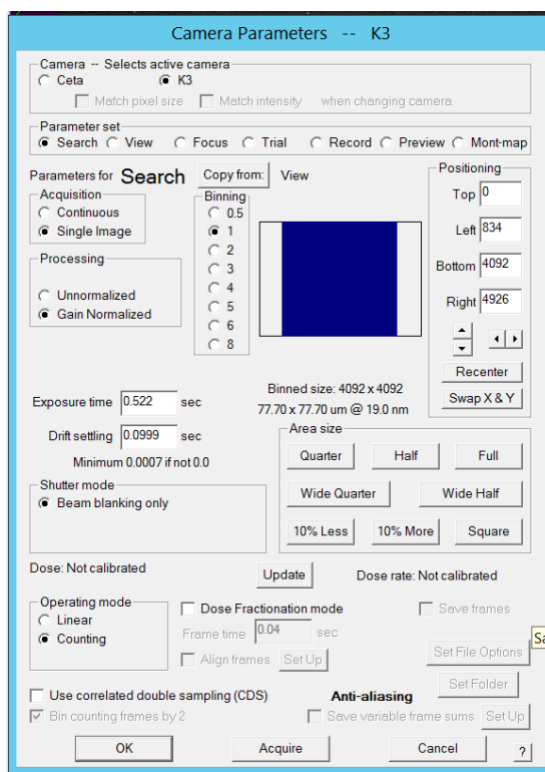 Camera Parameters -- K3
Camera -- Selects active camera
Ceta K3
Match pixel size Match intensity when changing camera
Parameter set
Search View Focus Trial Record Preview Mont-map
Parameters for Search Copy from: View
Acquisition
Continuous
Single Image
Processing
Unnormalized
Gain Normalized
Binning
0.5
1
2
3
4
5
6
8
Positioning
Top 0
Left 834
Bottom 4092
Right 4926
Recenter
Swap X & Y
Binned size: 4092 x 4092
77.70 x 77.70 um @ 19.0 nm
Exposure time 0.522 sec
Drift settling 0.0999 sec
Minimum 0.0007 if not 0.0
Shutter mode
Beam blanking only
Area size
Quarter Half Full
Wide Quarter Wide Half
10% Less 10% More Square
Dose: Not calibrated Update Dose rate: Not calibrated
Operating mode
Linear
Counting
Dose Fractionation mode Save frames
Frame time 0.04 sec
Sa
Align frames Set Up Set File Options
Set Folder
Use correlated double sampling (CDS) Anti-aliasing
Bin counting frames by 2 Save variable frame sums Set Up
OK Acquire Cancel ?